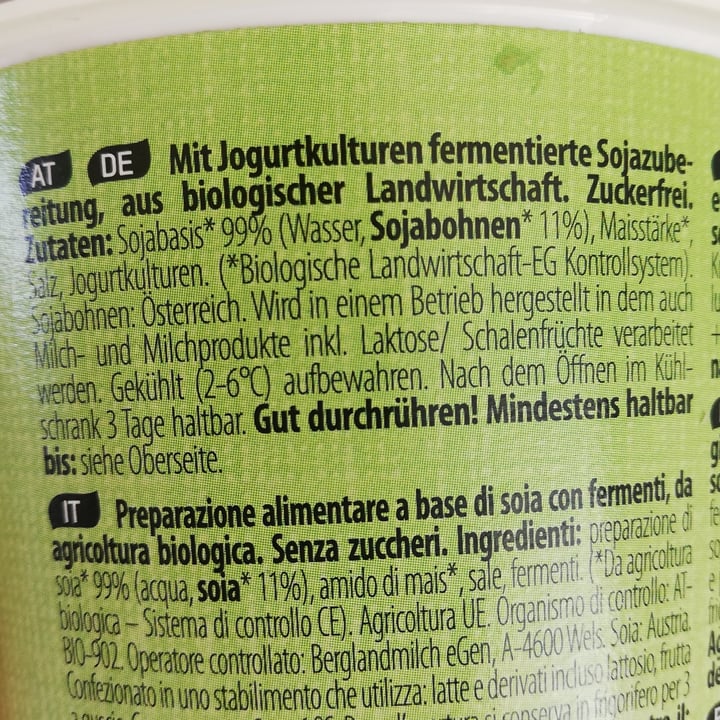 AT DE Mit Jogurtkulturen fermentierte Sojazube-
reitung, aus biologischer Landwirtschaft. Zuckerfrei.
Zutaten: Sojabasis* 99% (Wasser, Sojabohnen* 11%), Maisstärke*,
Salz, Jogurtkulturen. (*Biologische Landwirtschaft-EG Kontrollsystem).
Sojabohnen: Österreich. Wird in einem Betrieb hergestellt in dem auch
Milch- und Milchprodukte inkl. Laktose/ Schalenfrüchte verarbeitet
werden. Gekühlt (2-6°C) aufbewahren. Nach dem Öffnen im Kühl-
schrank 3 Tage haltbar. Gut durchrühren! Mindestens haltbar
bis: siehe Oberseite.
IT Preparazione alimentare a base di soia con fermenti, da
agricoltura biologica. Senza zuccheri. Ingredienti: preparazione di
soia* 99% (acqua, soia* 11%), amido di mais*, sale, fermenti. (*Da agricoltura
biologica – Sistema di controllo CE). Agricoltura UE. Organismo di controllo: AT-
BIO-902. Operatore controllato: Berglandmilch eGen, A-4600 Wels. Soia: Austria.
Confezionato in uno stabilimento che utilizza: latte e derivati incluso lattosio, frutta
si conserva in frigorifero per 3